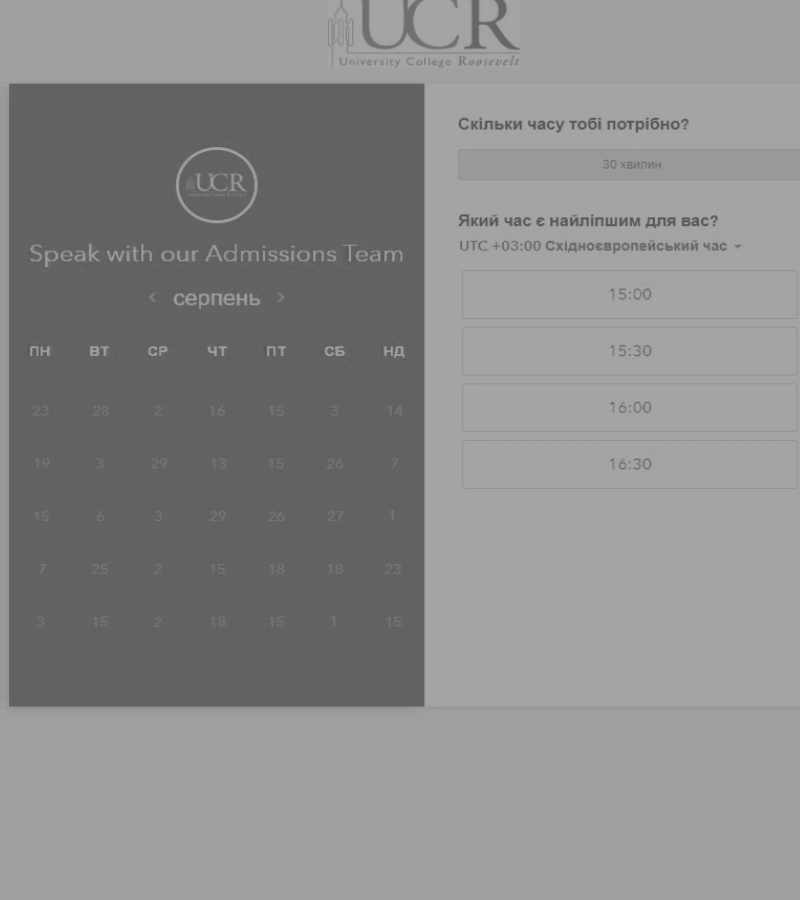 UCR
University College Roosevelt
UCR
Speak with our Admissions Team
серпень
ПН ВТ СР ЧТ ПТ СБ НД
23 28 2 16 15 3 14
19 3 29 13 15 26 7
15 6 3 29 26 27 1
7 25 2 15 18 18 23
3 15 2 18 15 1 15
Скільки часу тобі потрібно?
30 хвилин
Який час є найліпшим для вас?
UTC +03:00 Східноєвропейський час
15:00
15:30
16:00
16:30